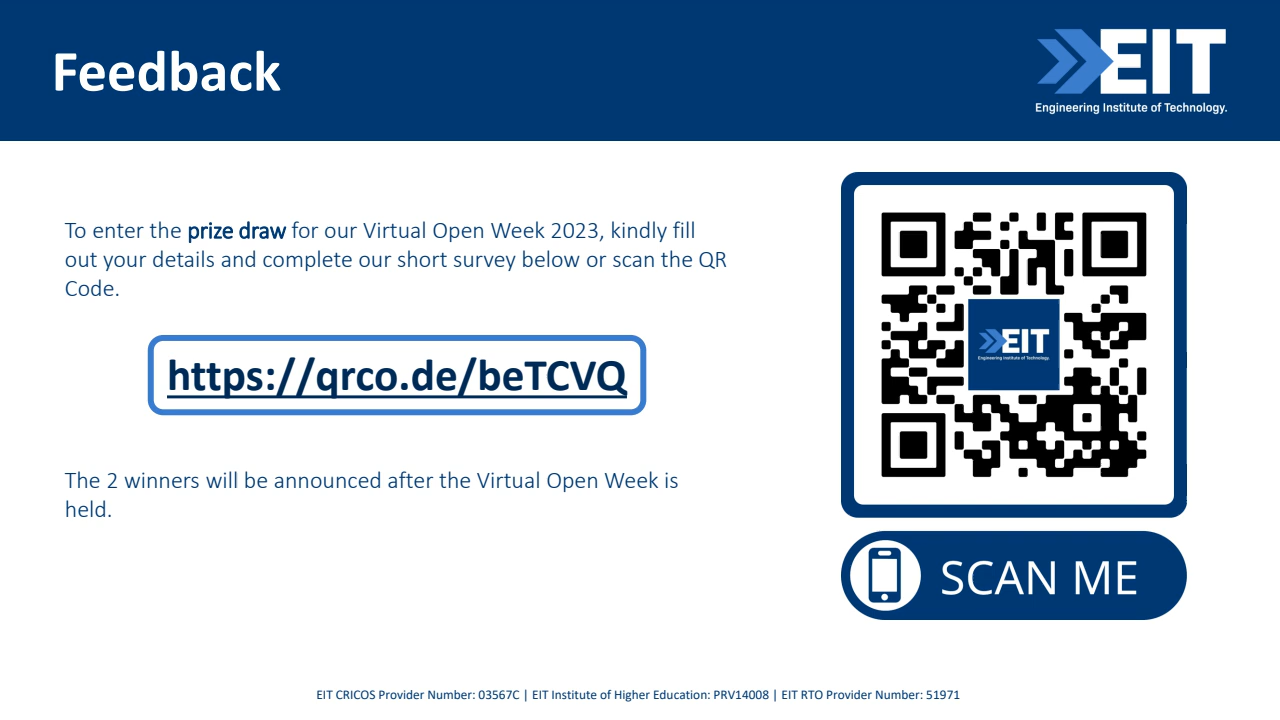 Feedback
EIT
Engineering Institute of Technology.
To enter the prize draw for our Virtual Open Week 2023, kindly fill
out your details and complete our short survey below or scan the QR
Code.
https://qrco.de/beTCVQ
The 2 winners will be announced after the Virtual Open Week is
held.
EIT
Engineering Institute of Technology.
SCAN ME
EIT CRICOS Provider Number: 03567C | EIT Institute of Higher Education: PRV14008 | EIT RTO Provider Number: 51971